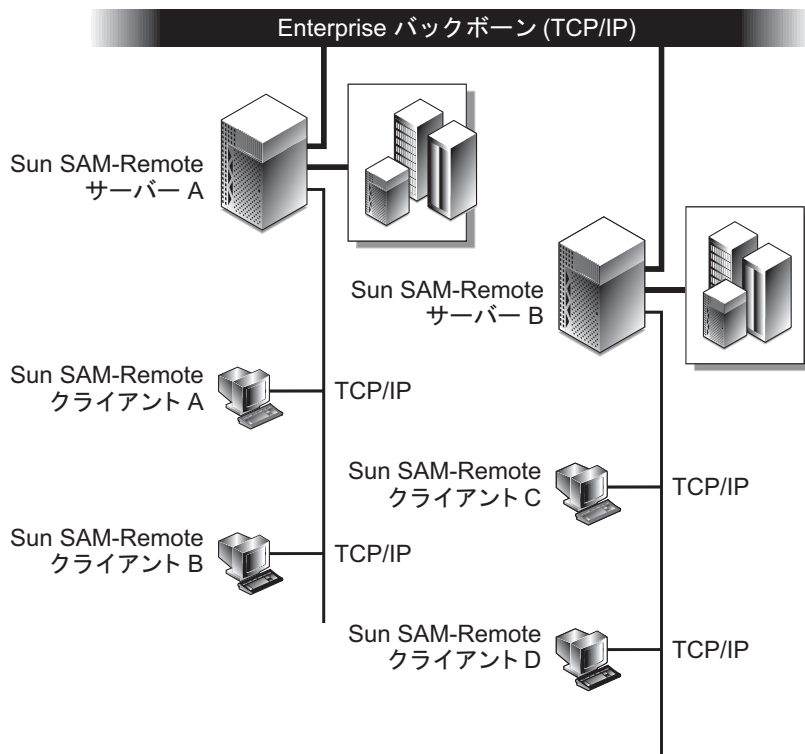 Enterprise バックボーン (TCP/IP)
Sun SAM-Remote
サーバー A
Sun SAM-Remote
サーバー B
Sun SAM-Remote
クライアント A
TCP/IP
Sun SAM-Remote
クライアント C
TCP/IP
Sun SAM-Remote
クライアント B
TCP/IP
Sun SAM-Remote
クライアント D
TCP/IP